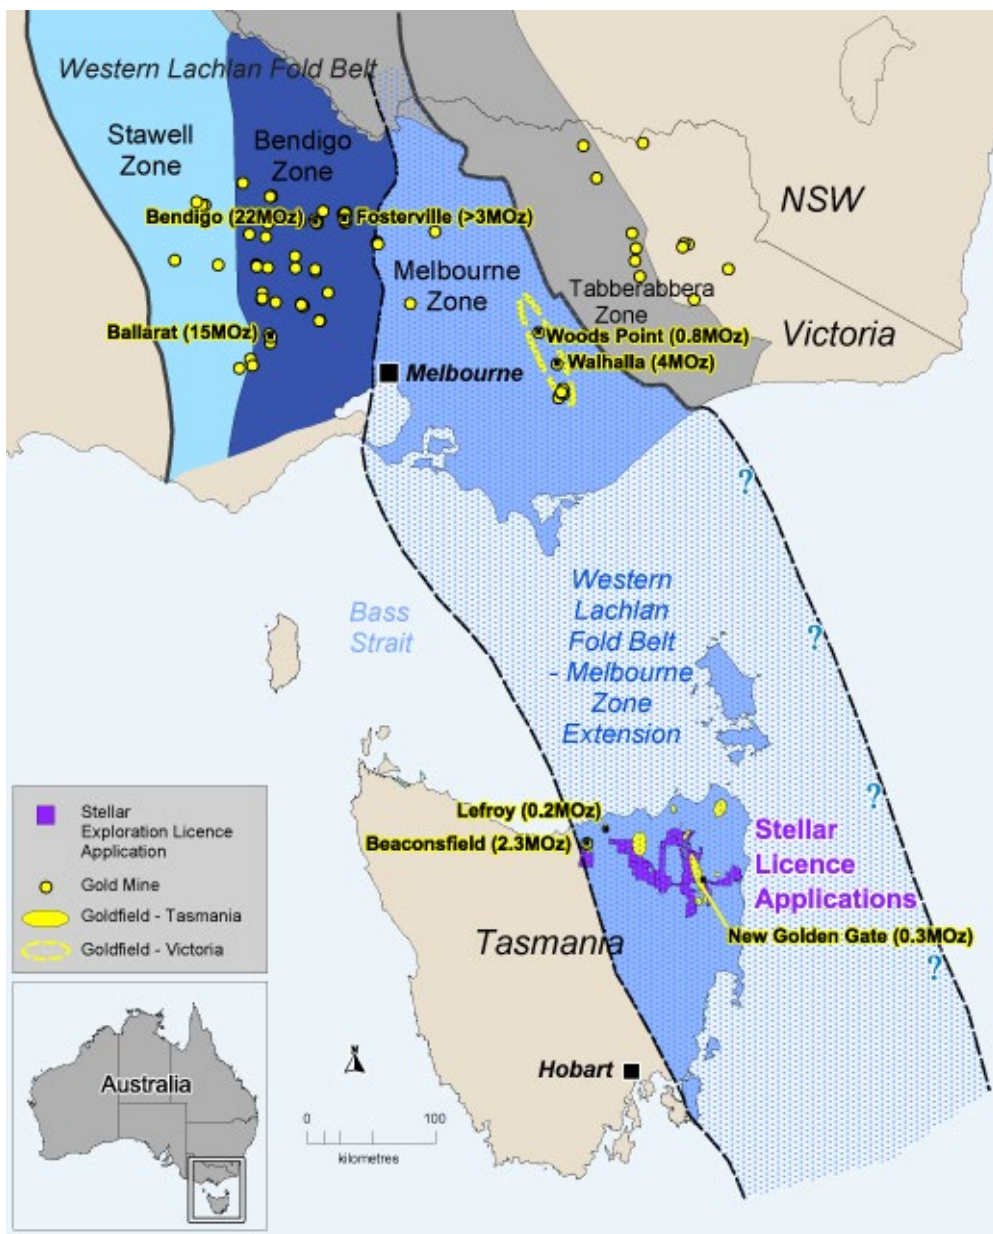 Western Lachlan Fold Belt
Stawell
Zone
Bendigo
Zone
NSW
Bendigo (22MOz)
Fosterville (>3MOz)
Melbourne
Zone
Tabberabbera
Zone
Ballarat (15MOz)
Woods Point (0.8MOz)
Victoria
Walhalla (4MOz)
Melbourne
?
Western
Lachlan
Fold Belt
- Melbourne
Zone
Extension
Bass
Strait
?
?
Stellar
Exploration Licence
Application
Gold Mine
Goldfield - Tasmania
Goldfield - Victoria
Lefroy (0.2MOz)
Beaconsfield (2.3MOz)
Stellar
Licence
Applications
New Golden Gate (0.3MOz)
Tasmania
?
Australia
N
Hobart
0 100
kilometres